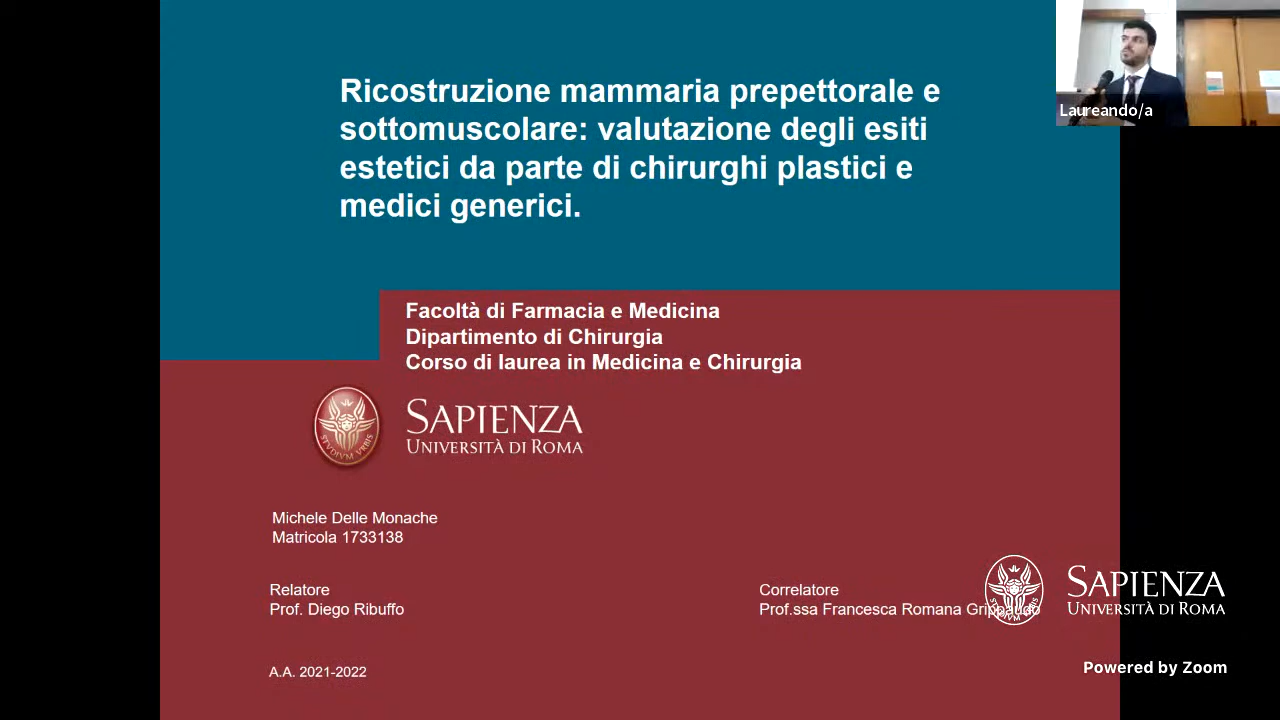 Ricostruzione mammaria prepettorale e
sottomuscolare: valutazione degli esiti
estetici da parte di chirurghi plastici e
medici generici.
Laureando/a
Facoltà di Farmacia e Medicina
Dipartimento di Chirurgia
Corso di laurea in Medicina e Chirurgia
STVDIVM VRBIS
SAPIENZA
UNIVERSITÀ DI ROMA
Michele Delle Monache
Matricola 1733138
Relatore
Prof. Diego Ribuffo
Correlatore
Prof.ssa Francesca Romana
SAPIENZA
UNIVERSITÀ DI ROMA
A.A. 2021-2022
Powered by Zoom